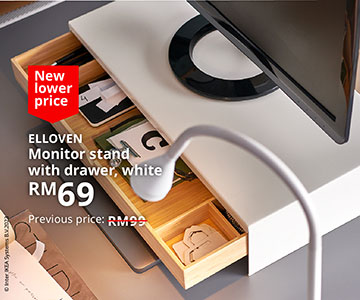 New
lower
price
ELLOVEN
Monitor stand
with drawer, white
RM69
Previous price: RM99
© Inter IKEA Systems B.V. 2021